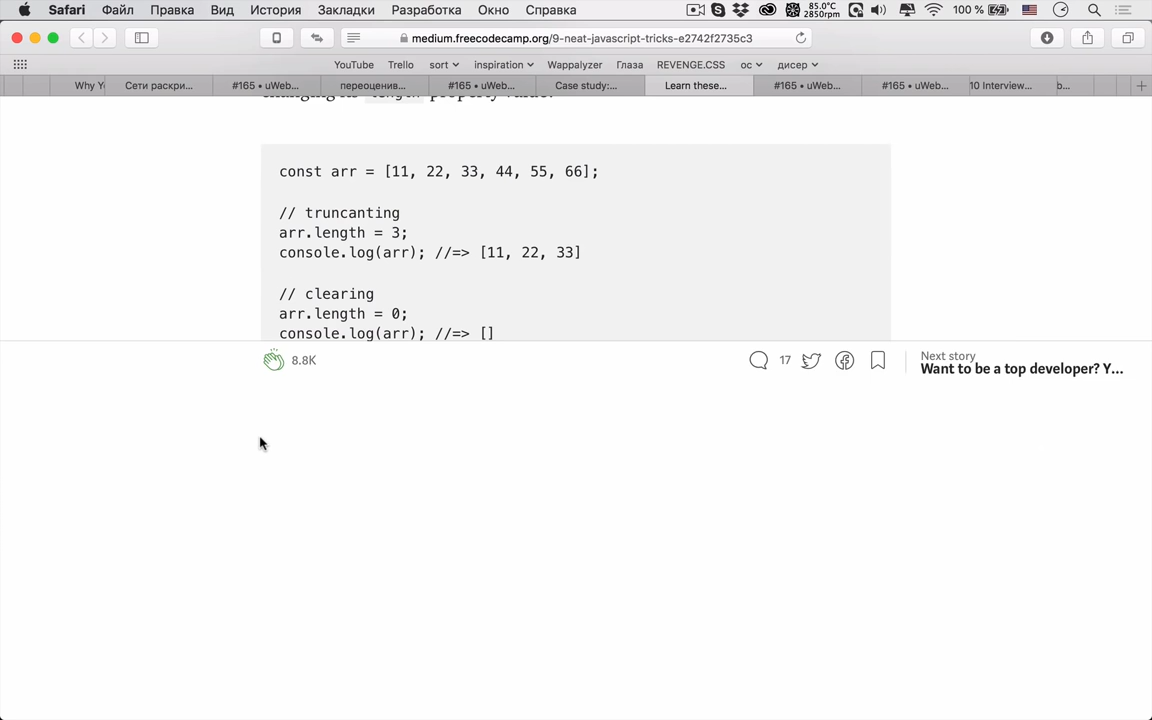 Safari Файл Правка Вид История Закладки Разработка Окно Справка 85.0°C 2850rpm 100 %
medium.freecodecamp.org/9-neat-javascript-tricks-e2742f2735c3
YouTube Trello sort inspiration Wappalyzer Глаза REVENGE.CSS ос дисер
Why Y Сети раскри... #165 • uWeb... переоценив... #165 • uWeb... Case study:... Learn these... #165 • uWeb... #165 • uWeb... 10 Interview... b...
length property value.
const arr = [11, 22, 33, 44, 55, 66];
// truncanting
arr.length = 3;
console.log(arr); //=> [11, 22, 33]
// clearing
arr.length = 0;
console.log(arr); //=> []
8.8K
17
Next story
Want to be a top developer? Y...